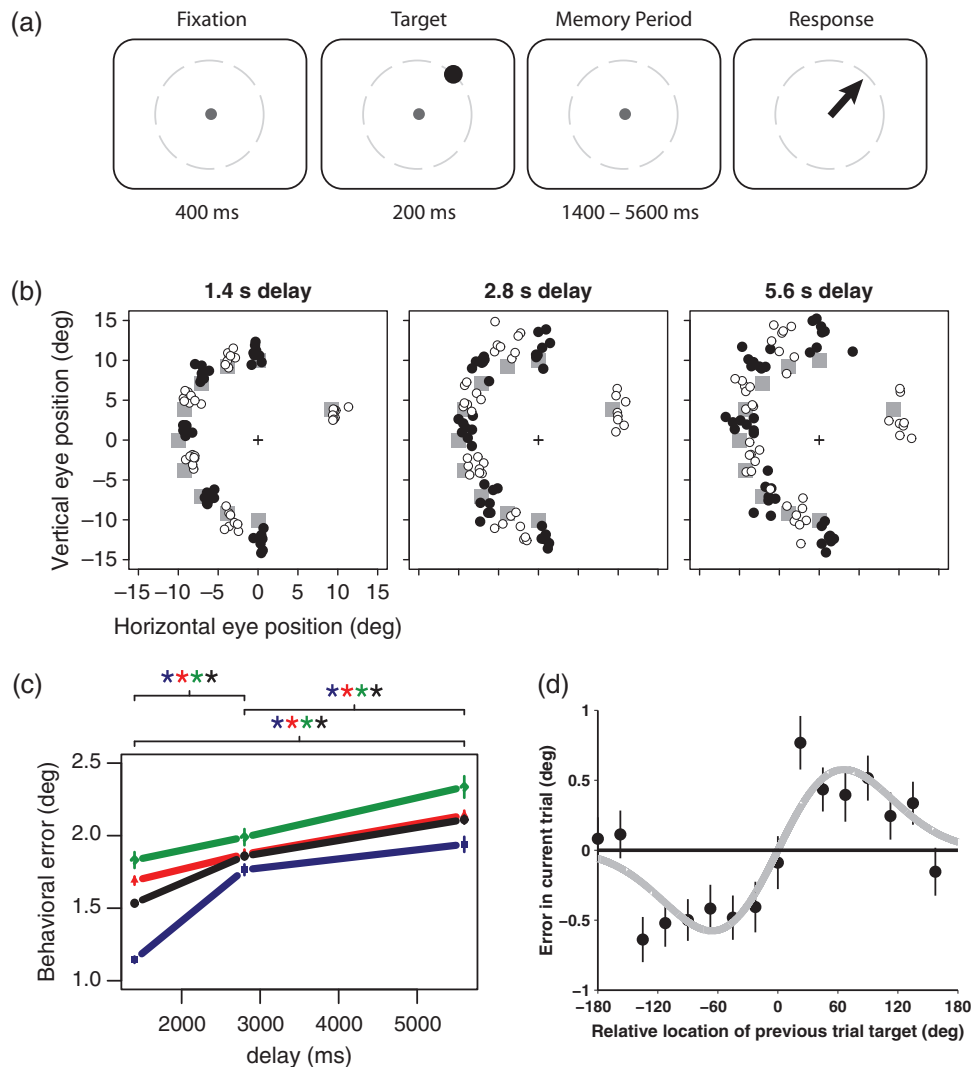 (a)
Fixation Target Memory Period Response
400 ms 200 ms 1400 – 5600 ms
(b)
1.4 s delay 2.8 s delay 5.6 s delay
Vertical eye position (deg)
15
10
5
0
−5
−10
−15
−15 −10 −5 0 5 10 15
Horizontal eye position (deg)
(c)
**** ****
****
Behavioral error (deg)
2.5
2.0
1.5
1.0
2000 3000 4000 5000
delay (ms)
(d)
Error in current trial (deg)
1
0.5
0
−0.5
−1
−180 −120 −60 0 60 120 180
Relative location of previous trial target (deg)